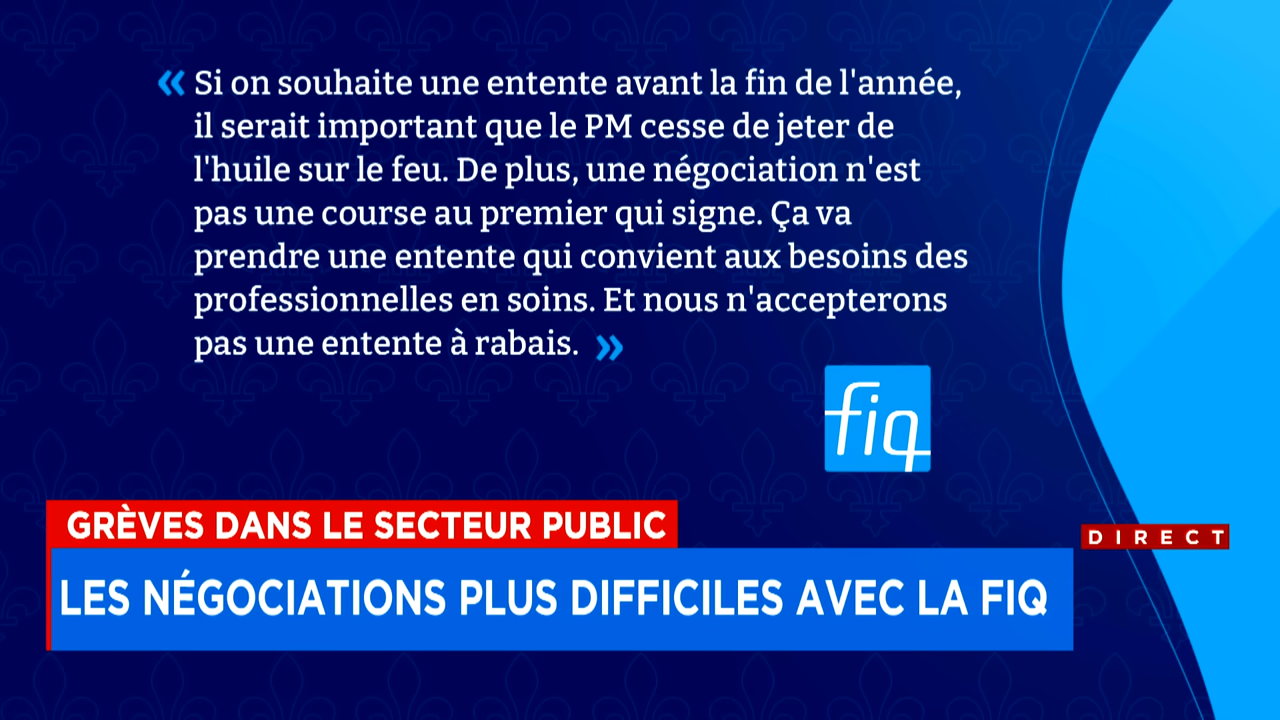 « Si on souhaite une entente avant la fin de l'année,
il serait important que le PM cesse de jeter de
l'huile sur le feu. De plus, une négociation n'est
pas une course au premier qui signe. Ça va
prendre une entente qui convient aux besoins des
professionnelles en soins. Et nous n'accepterons
pas une entente à rabais. »
fiq
GRÈVES DANS LE SECTEUR PUBLIC
DIRECT
LES NÉGOCIATIONS PLUS DIFFICILES AVEC LA FIQ